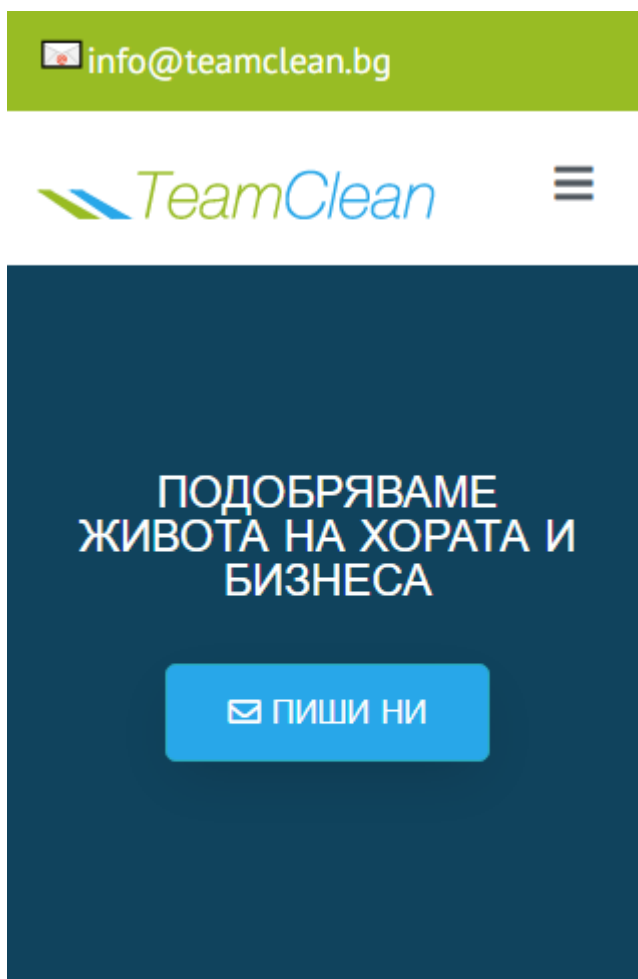 info@teamclean.bg
TeamClean
ПОДОБРЯВАМЕ
ЖИВОТА НА ХОРАТА И
БИЗНЕСА
ПИШИ НИ